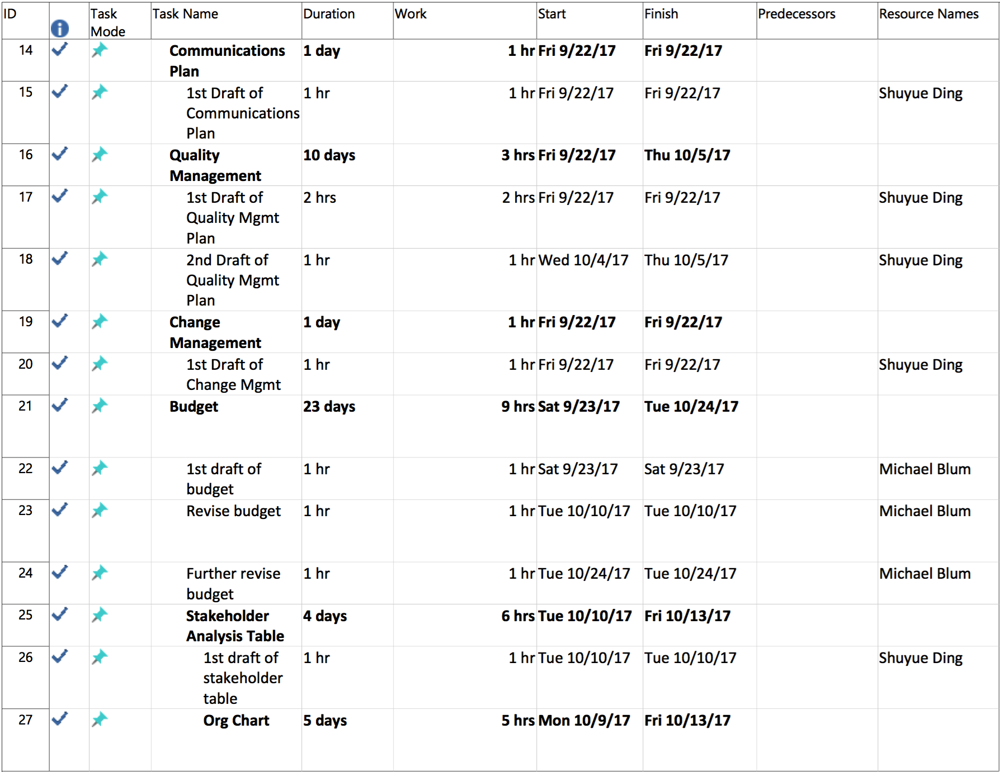 ID Task Mode Task Name Duration Work Start Finish Predecessors Resource Names
14 Communications 1 day 1 hr Fri 9/22/17 Fri 9/22/17
Plan
15 1st Draft of 1 hr 1 hr Fri 9/22/17 Fri 9/22/17 Shuyue Ding
Communications
Plan
16 Quality 10 days 3 hrs Fri 9/22/17 Thu 10/5/17
Management
17 1st Draft of 2 hrs 2 hrs Fri 9/22/17 Fri 9/22/17 Shuyue Ding
Quality Mgmt
Plan
18 2nd Draft of 1 hr 1 hr Wed 10/4/17 Thu 10/5/17 Shuyue Ding
Quality Mgmt
Plan
19 Change 1 day 1 hr Fri 9/22/17 Fri 9/22/17
Management
20 1st Draft of 1 hr 1 hr Fri 9/22/17 Fri 9/22/17 Shuyue Ding
Change Mgmt
21 Budget 23 days 9 hrs Sat 9/23/17 Tue 10/24/17
22 1st draft of 1 hr 1 hr Sat 9/23/17 Sat 9/23/17 Michael Blum
budget
23 Revise budget 1 hr 1 hr Tue 10/10/17 Tue 10/10/17 Michael Blum
24 Further revise 1 hr 1 hr Tue 10/24/17 Tue 10/24/17 Michael Blum
budget
25 Stakeholder 4 days 6 hrs Tue 10/10/17 Fri 10/13/17
Analysis Table
26 1st draft of 1 hr 1 hr Tue 10/10/17 Tue 10/10/17 Shuyue Ding
stakeholder
table
27 Org Chart 5 days 5 hrs Mon 10/9/17 Fri 10/13/17